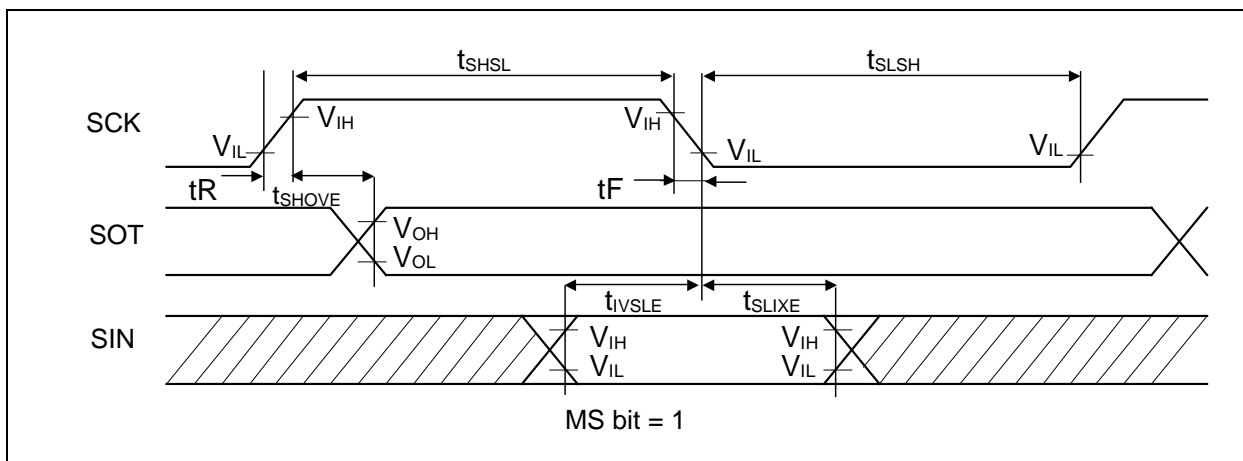 tSHSL
tSLSH
SCK
VIH
VIH
VIL
VIL
VIL
tR
tSHOVE
tF
SOT
VOH
VOL
tIVSLE
tSLIXE
SIN
VIH
VIH
VIL
VIL
MS bit = 1